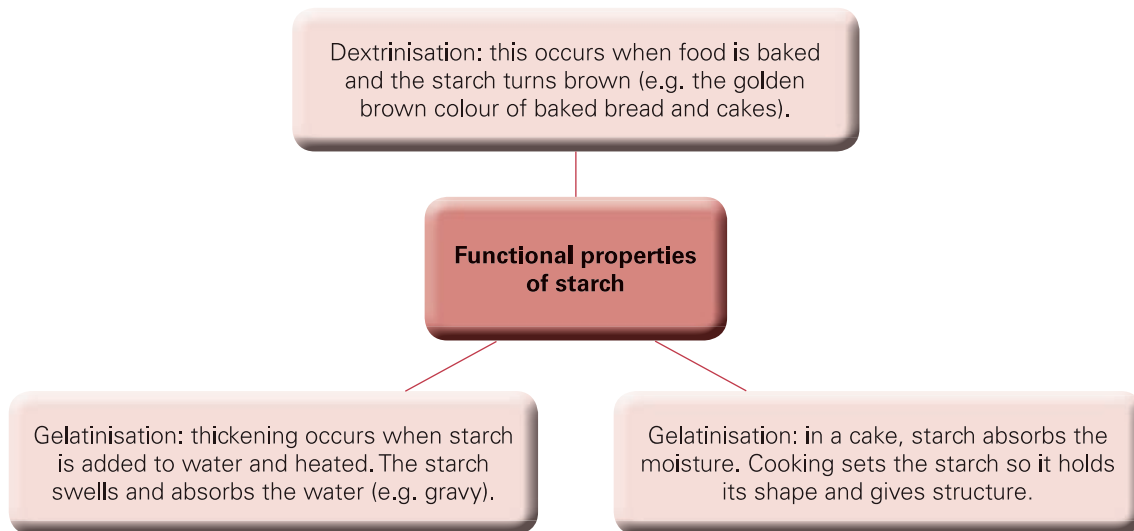 Dextrinisation: this occurs when food is baked
and the starch turns brown (e.g. the golden
brown colour of baked bread and cakes).
Functional properties
of starch
Gelatinisation: thickening occurs when starch
is added to water and heated. The starch
swells and absorbs the water (e.g. gravy).
Gelatinisation: in a cake, starch absorbs the
moisture. Cooking sets the starch so it holds
its shape and gives structure.